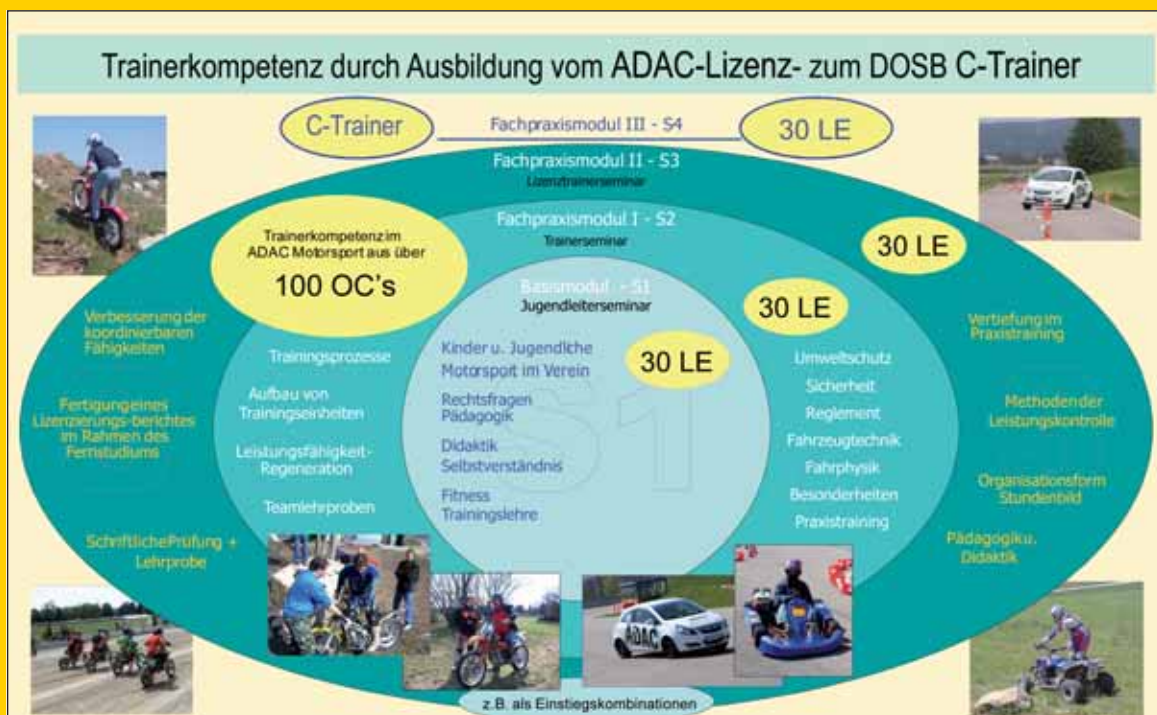 Trainerkompetenz durch Ausbildung vom ADAC-Lizenz- zum DOSB C-Trainer
C-Trainer
Fachpraxismodul III - S4
30 LE
Fachpraxismodul II - S3
Lizenztrainerseminar
Fachpraxismodul I - S2
Trainerseminar
30 LE
Trainerkompetenz im
ADAC Motorsport aus über
100 OC's
Basismodul - S1
Jugendleiterseminar
30 LE
30 LE
Verbesserung der
koordinierbaren
Fähigkeiten
Fertigung eines
Lizenzierungs-berichtes
im Rahmen des
Fernstudiums
Schriftliche Prüfung +
Lehrprobe
Trainingsprozesse
Aufbau von
Trainingseinheiten
Leistungsfähigkeit-
Regeneration
Teamlehrproben
Kinder u. Jugendliche
Motorsport im Verein
Rechtsfragen
Pädagogik
Didaktik
Selbstverständnis
Fitness
Trainingslehre
S1
Umweltschutz
Sicherheit
Reglement
Fahrzeugtechnik
Fahrphysik
Besonderheiten
Praxistraining
Vertiefung im
Praxistraining
Methoden der
Leistungskontrolle
Organisationsform
Stundenbild
Pädagogik u.
Didaktik
ADAC
z.B. als Einstiegskombinationen